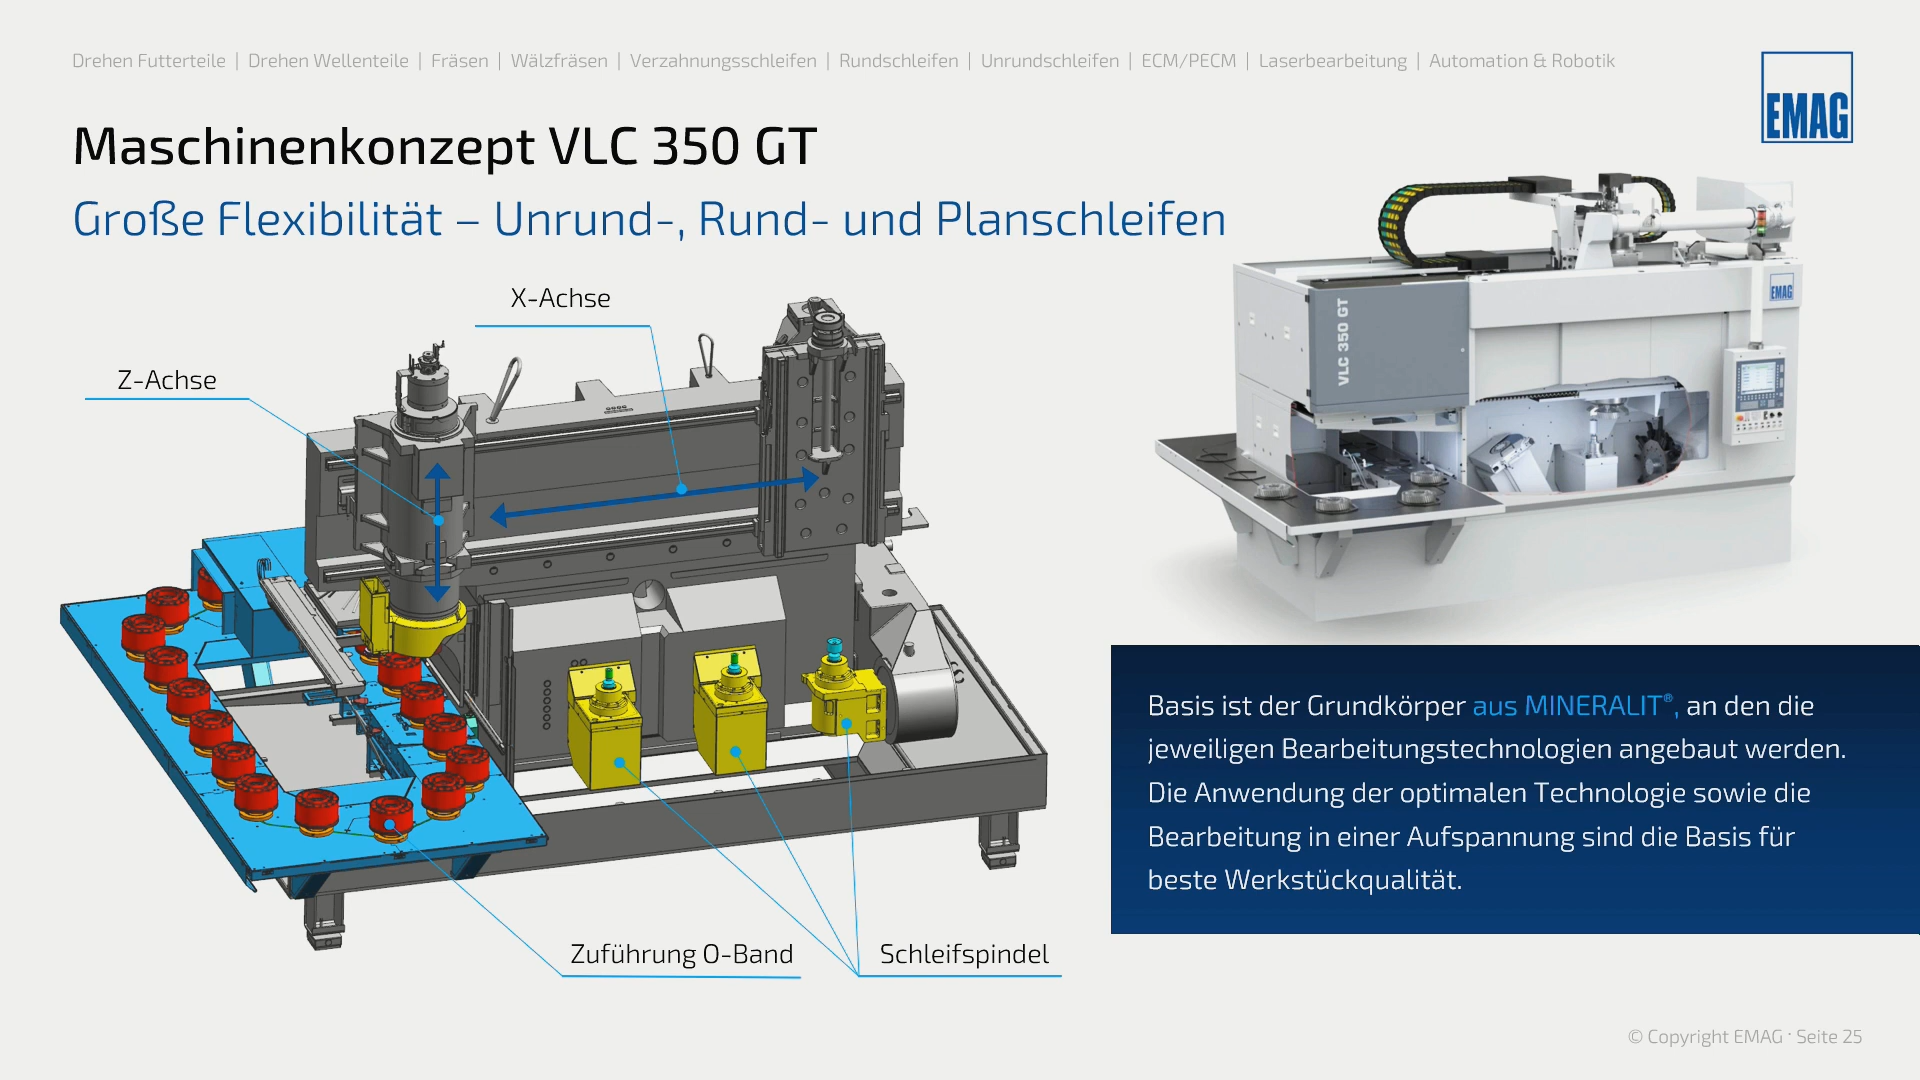 Drehen Futterteile | Drehen Wellenteile | Fräsen | Wälzfräsen | Verzahnungsschleifen | Rundschleifen | Unrundschleifen | ECM/PECM | Laserbearbeitung | Automation & Robotik
EMAG
Maschinenkonzept VLC 350 GT
Große Flexibilität – Unrund-, Rund- und Planschleifen
X-Achse
Z-Achse
EMAG
VLC 350 GT
Basis ist der Grundkörper aus MINERALIT®, an den die
jeweiligen Bearbeitungstechnologien angebaut werden.
Die Anwendung der optimalen Technologie sowie die
Bearbeitung in einer Aufspannung sind die Basis für
beste Werkstückqualität.
Zuführung O-Band
Schleifspindel
© Copyright EMAG · Seite 25